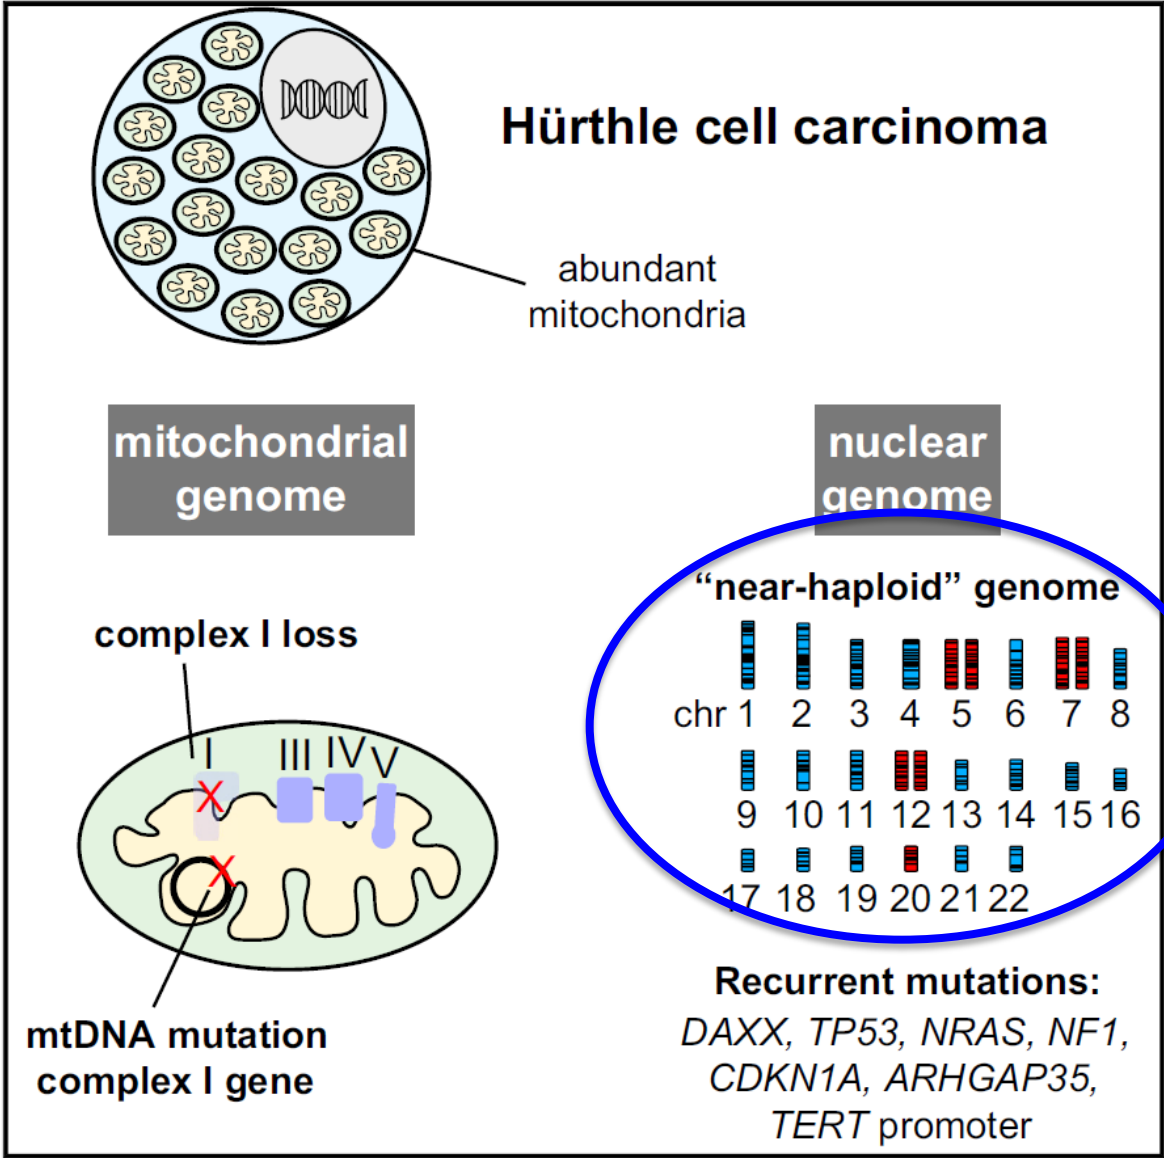 Hürthle cell carcinoma
abundant
mitochondria
mitochondrial
genome
nuclear
genome
complex I loss
I III IV V
X
X
mtDNA mutation
complex I gene
“near-haploid” genome
chr 1 2 3 4 5 6 7 8
9 10 11 12 13 14 15 16
17 18 19 20 21 22
Recurrent mutations:
DAXX, TP53, NRAS, NF1,
CDKN1A, ARHGAP35,
TERT promoter